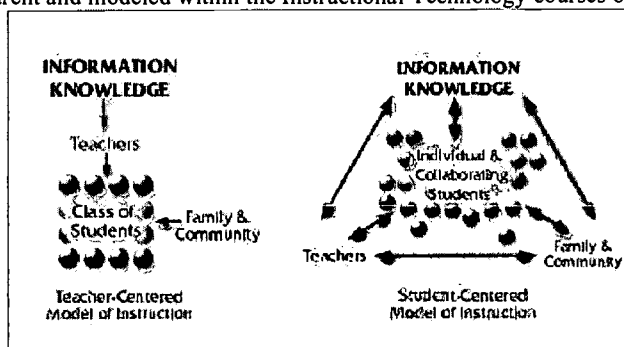 arent and modeled within the Instructional Technology courses o
INFORMATION
KNOWLEDGE
Teachers
Class of
Students
Family &
Community
Teacher-Centered
Model of Instruction
INFORMATION
KNOWLEDGE
Individual &
Collaborating
Students
Teachers
Family &
Community
Student-Centered
Model of Instruction